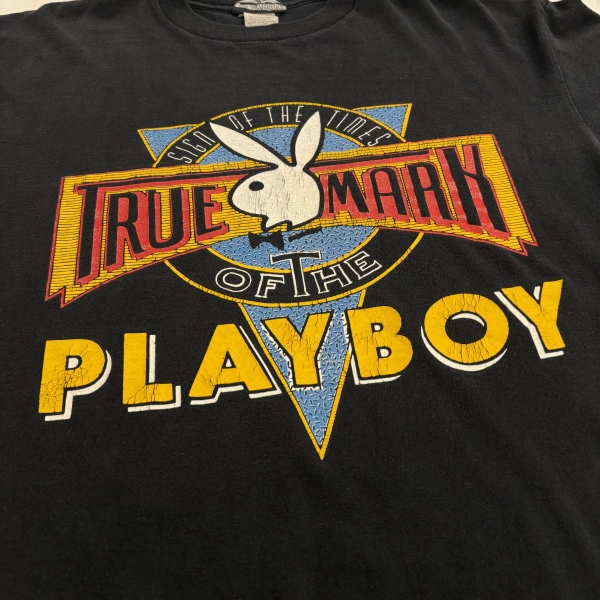 SIGN OF THE TIMES
TRUE MARK
OF THE
PLAYBOY